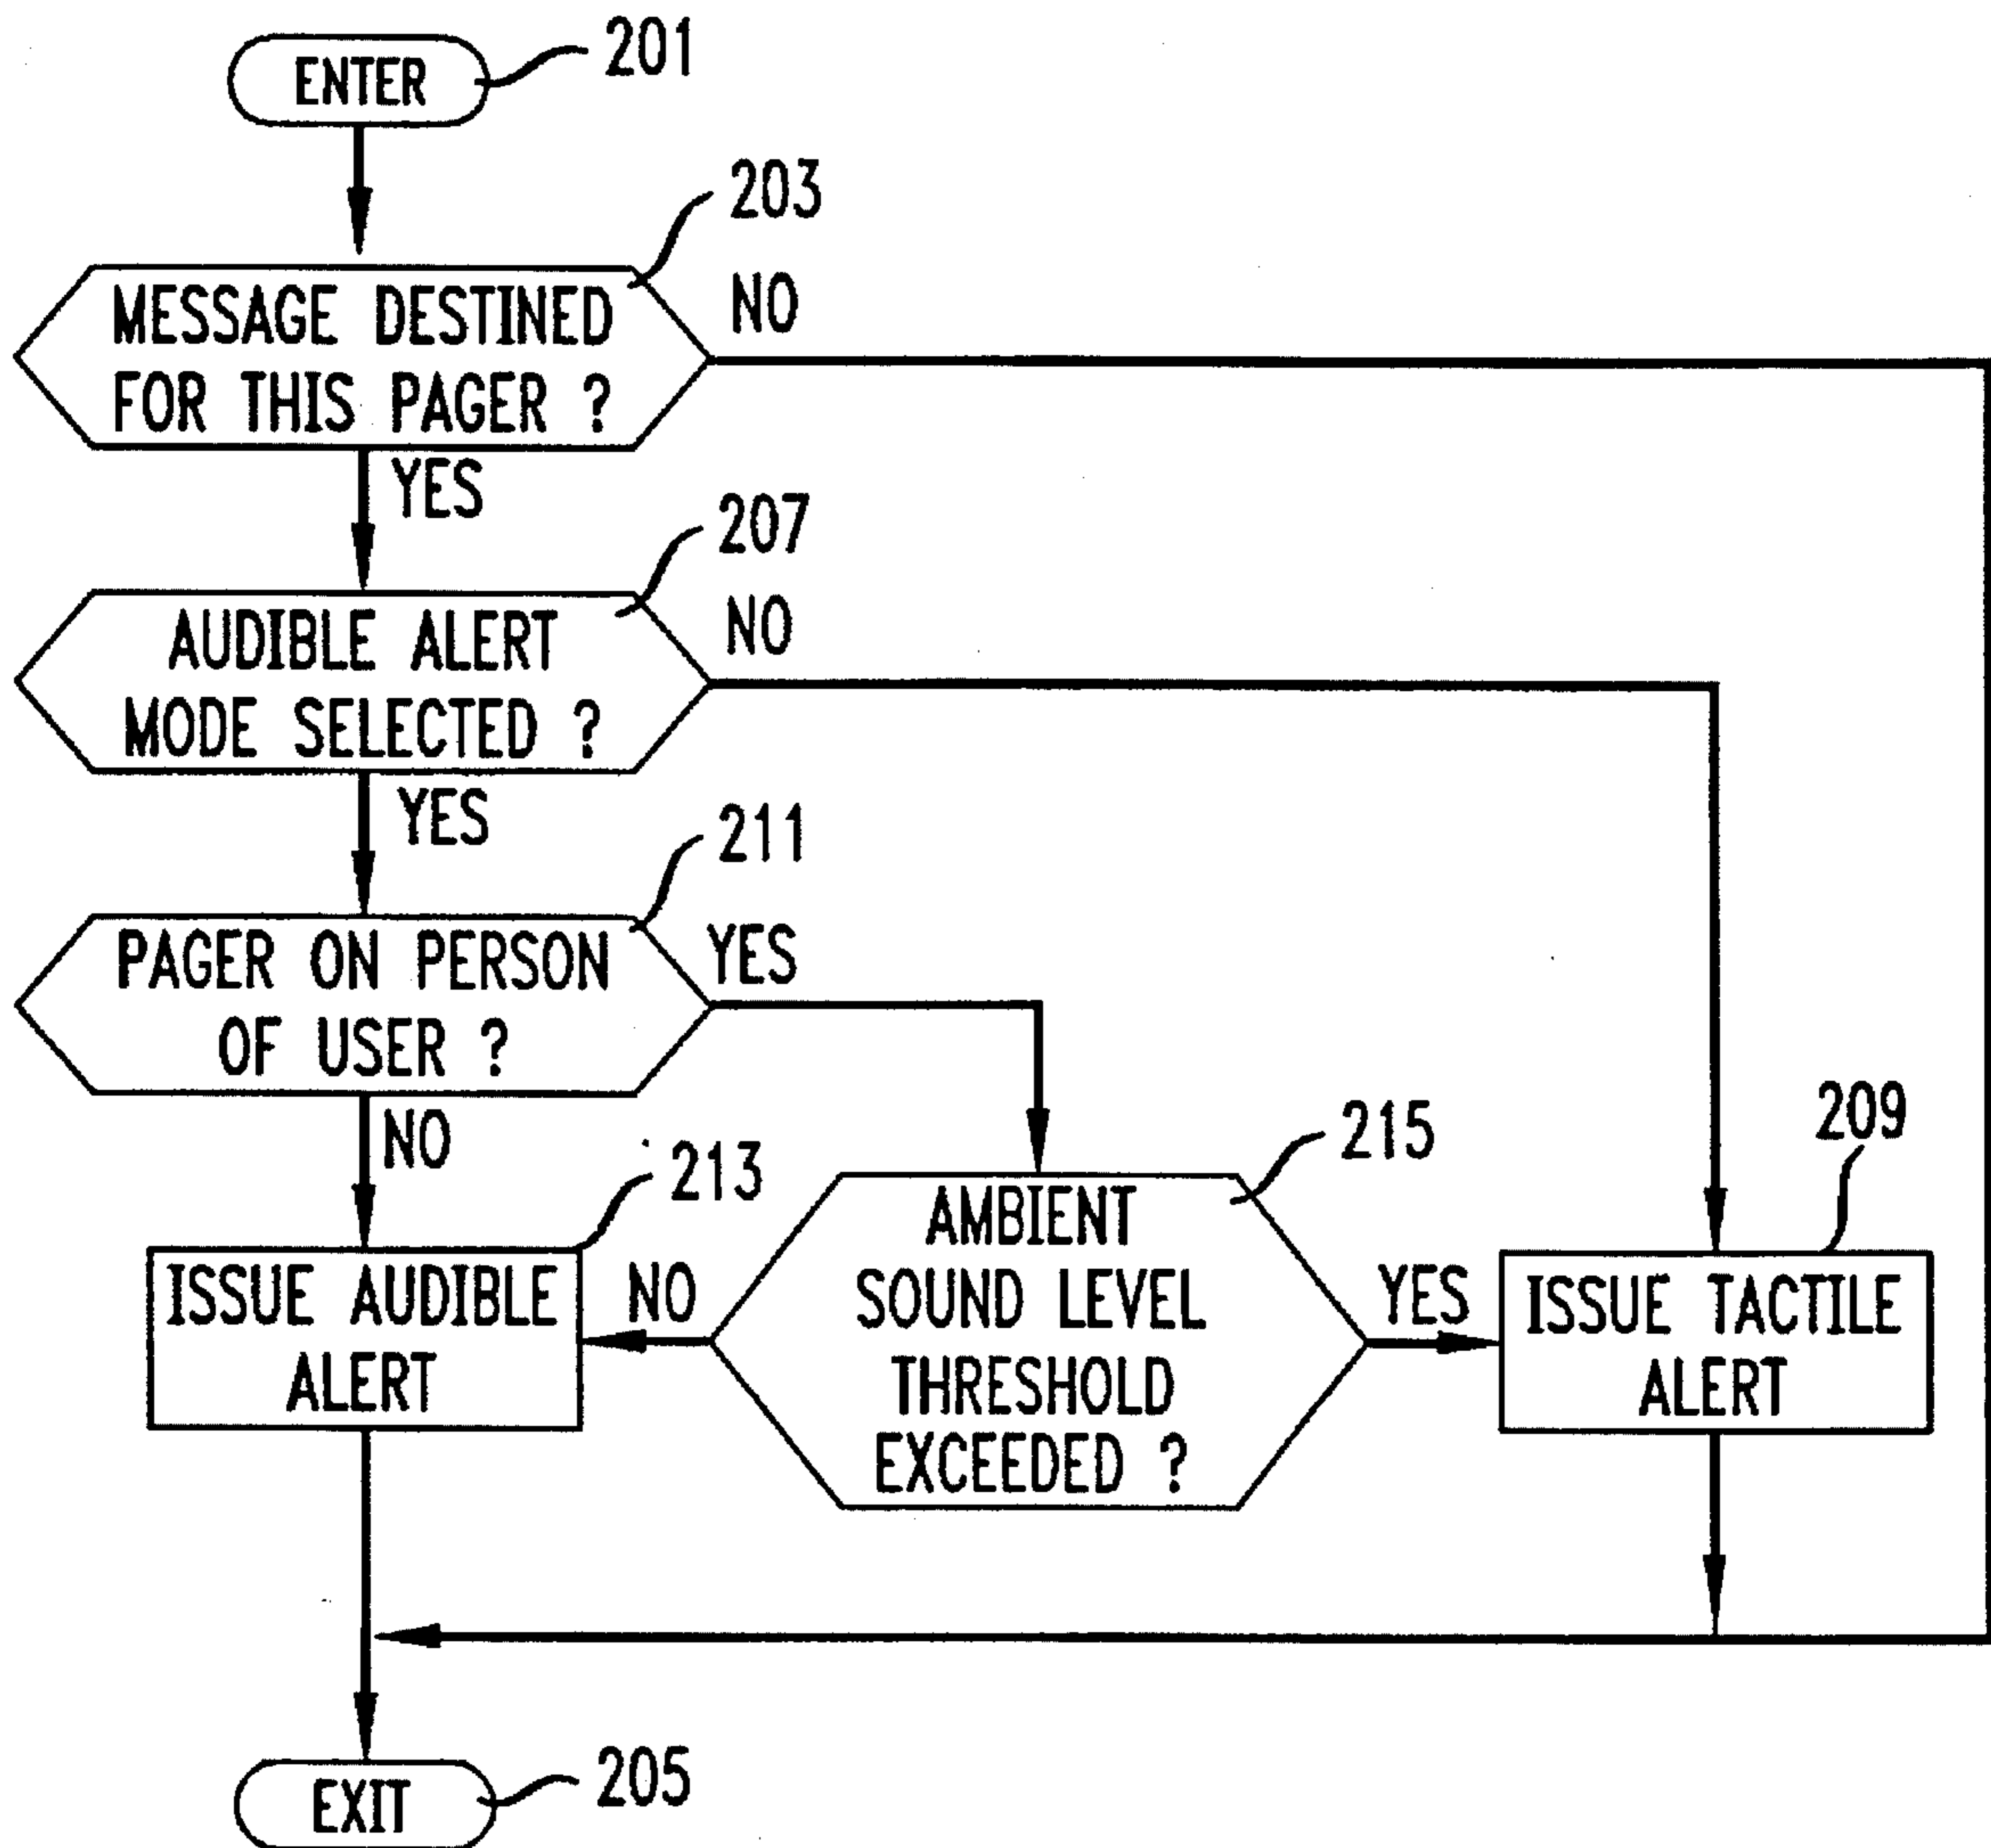 ENTER
201
203
MESSAGE DESTINED
FOR THIS PAGER ?
NO
YES
207
AUDIBLE ALERT
MODE SELECTED ?
NO
YES
211
PAGER ON PERSON
OF USER ?
YES
NO
213
ISSUE AUDIBLE
ALERT
NO
215
AMBIENT
SOUND LEVEL
THRESHOLD
EXCEEDED ?
YES
209
ISSUE TACTILE
ALERT
EXIT
205